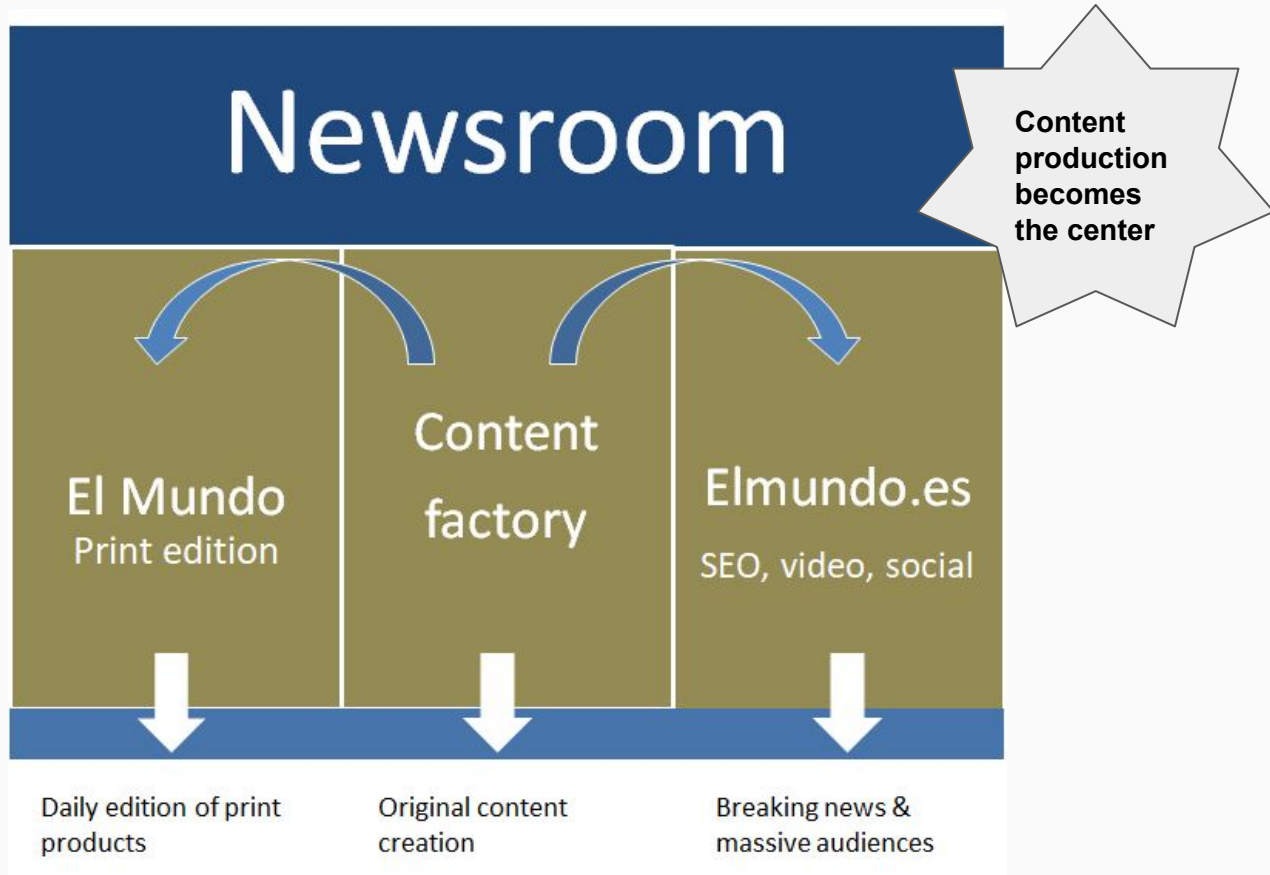 Newsroom
Content
production
becomes
the center
El Mundo
Print edition
Content
factory
Elmundo.es
SEO, video, social
Daily edition of print
products
Original content
creation
Breaking news &
massive audiences